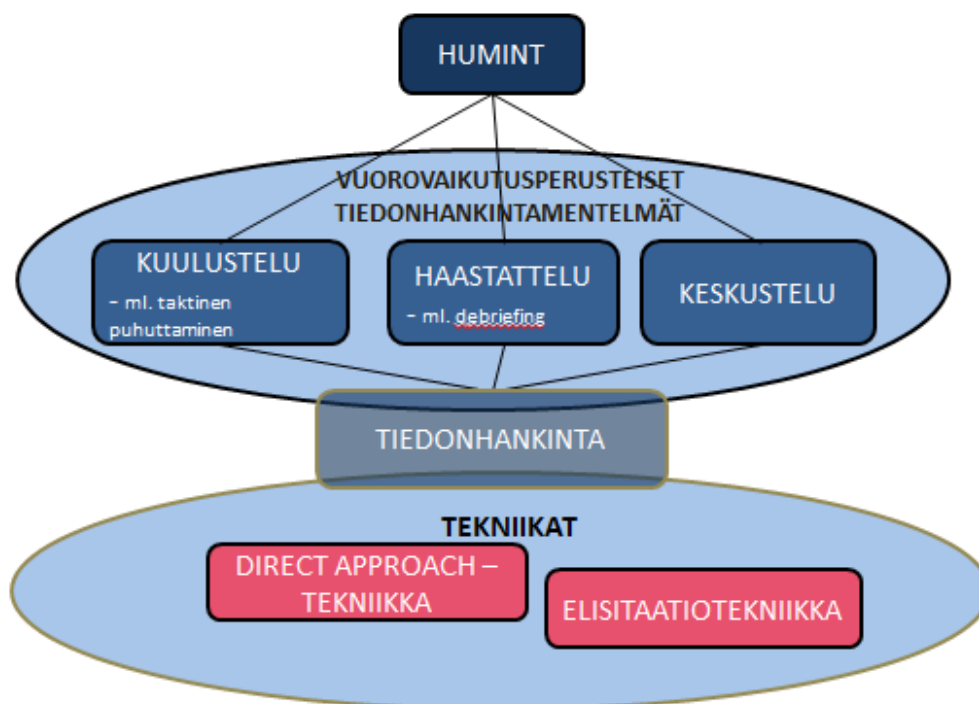 HUMINT
VUOROVAIKUTUSPERUSTEISET
TIEDONHANKINTAMENTELMÄT
KUULUSTELU
– ml. taktinen
puhuttaminen
HAASTATTELU
– ml. debriefing
KESKUSTELU
TIEDONHANKINTA
TEKNIIKAT
DIRECT APPROACH –
TEKNIIKKA
ELISITAATIOTEKNIIKKA